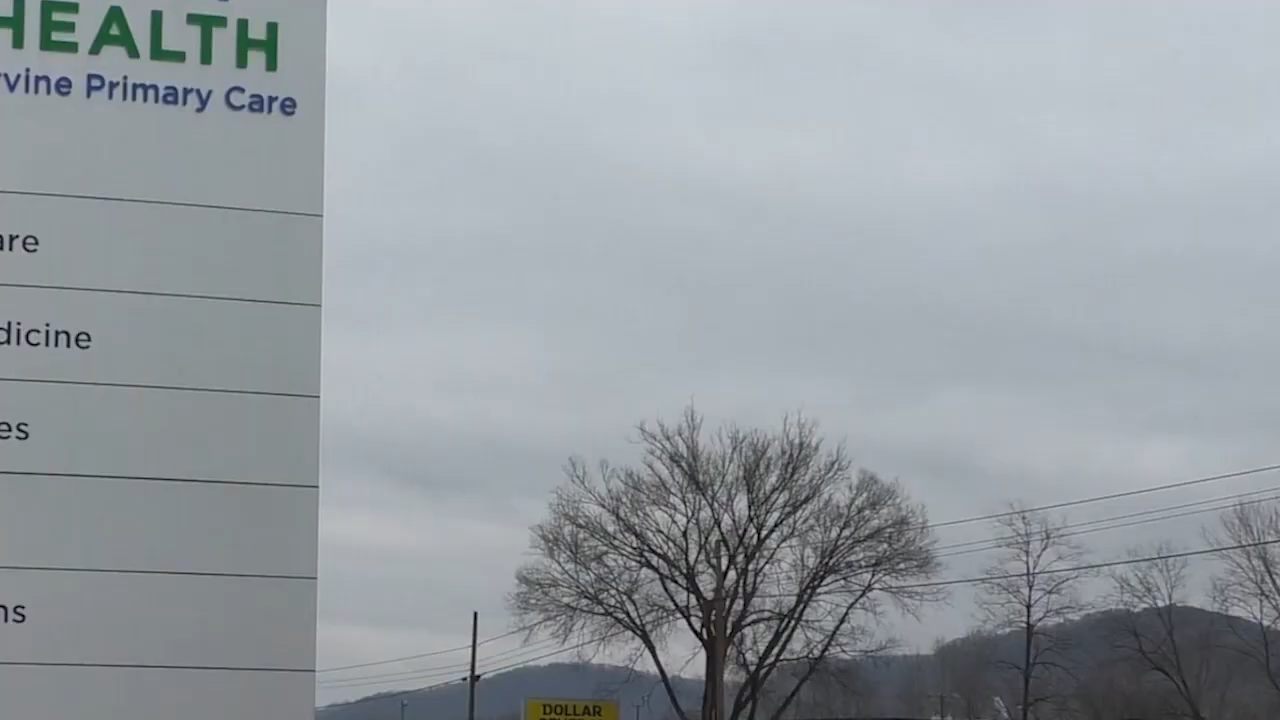 HEALTH
rvine Primary Care
are
dicine
es
ns
DOLLAR